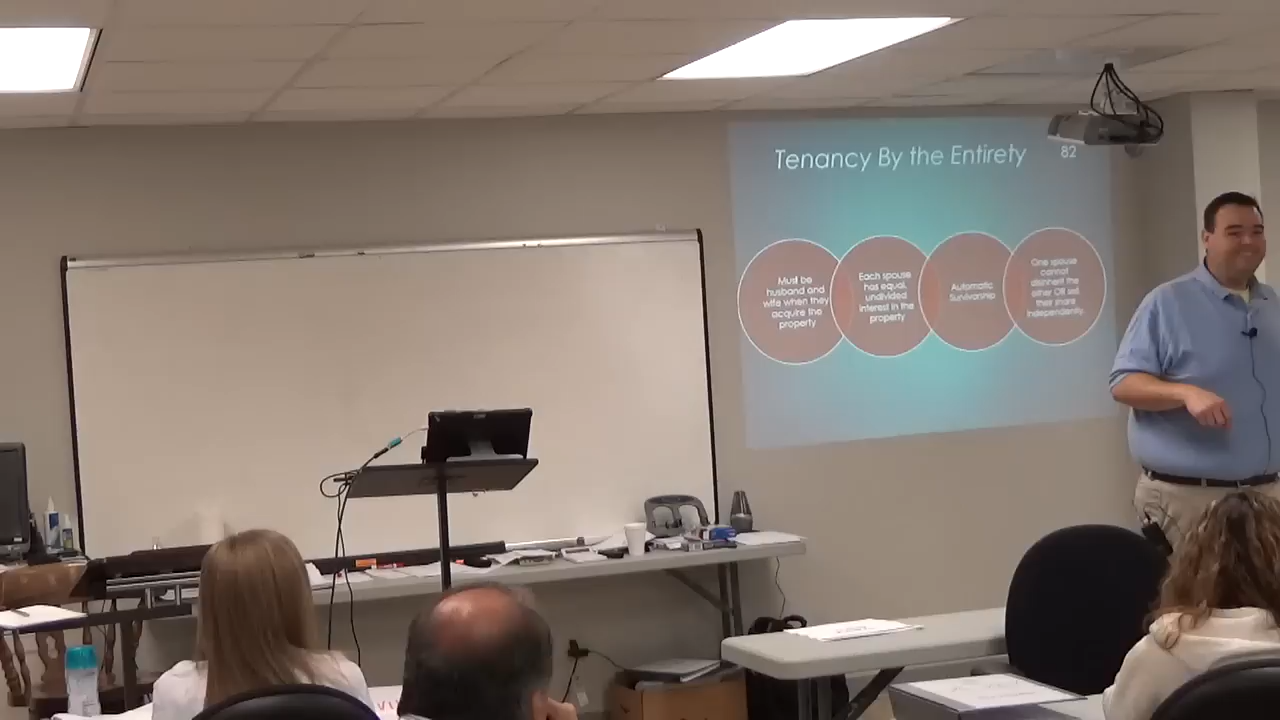 Tenancy By the Entirety
82
Must be
husband and
wife when they
acquire the
property
Each spouse
has equal,
undivided
interest in the
property
Automatic
Survivorship
One spouse
cannot
disinherit the
other OR sell
their share
independently.